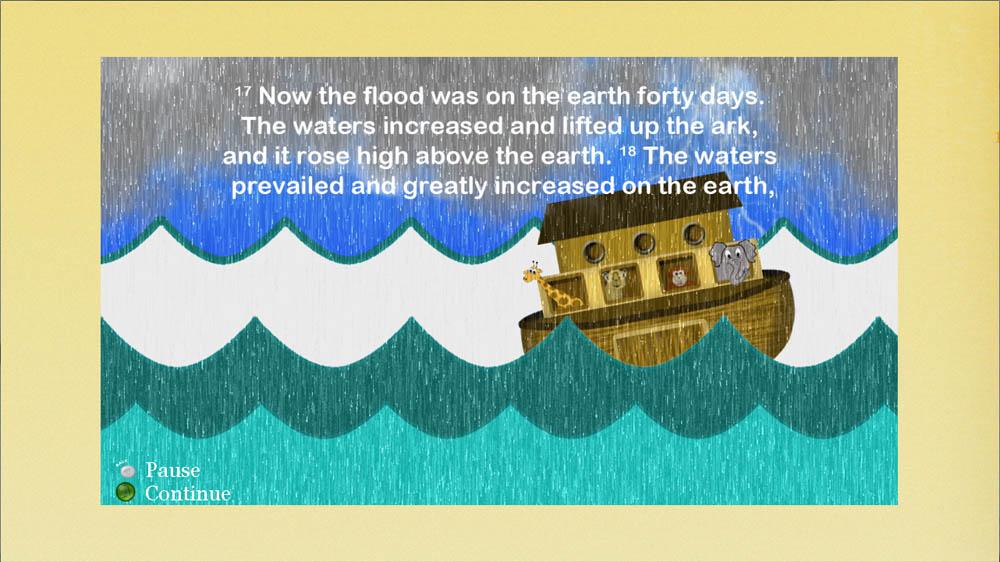 17 Now the flood was on the earth forty days.
The waters increased and lifted up the ark,
and it rose high above the earth. 18 The waters
prevailed and greatly increased on the earth,
Pause
Continue